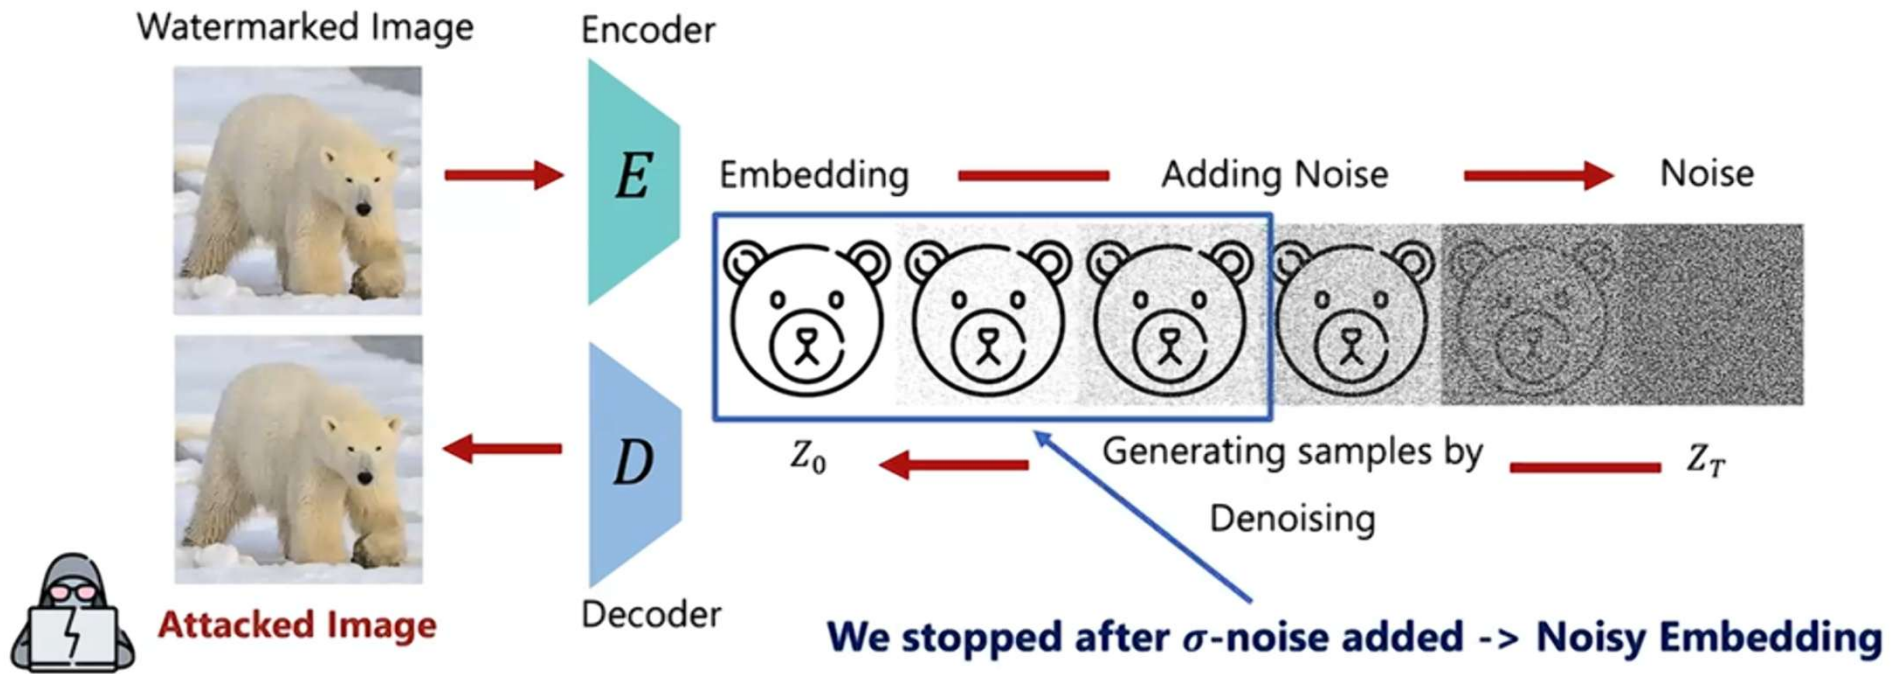 Watermarked Image
Encoder
E
Embedding
Adding Noise
Noise
Z₀
Generating samples by
Denoising
Z_T
D
Decoder
Attacked Image
We stopped after σ-noise added -> Noisy Embedding